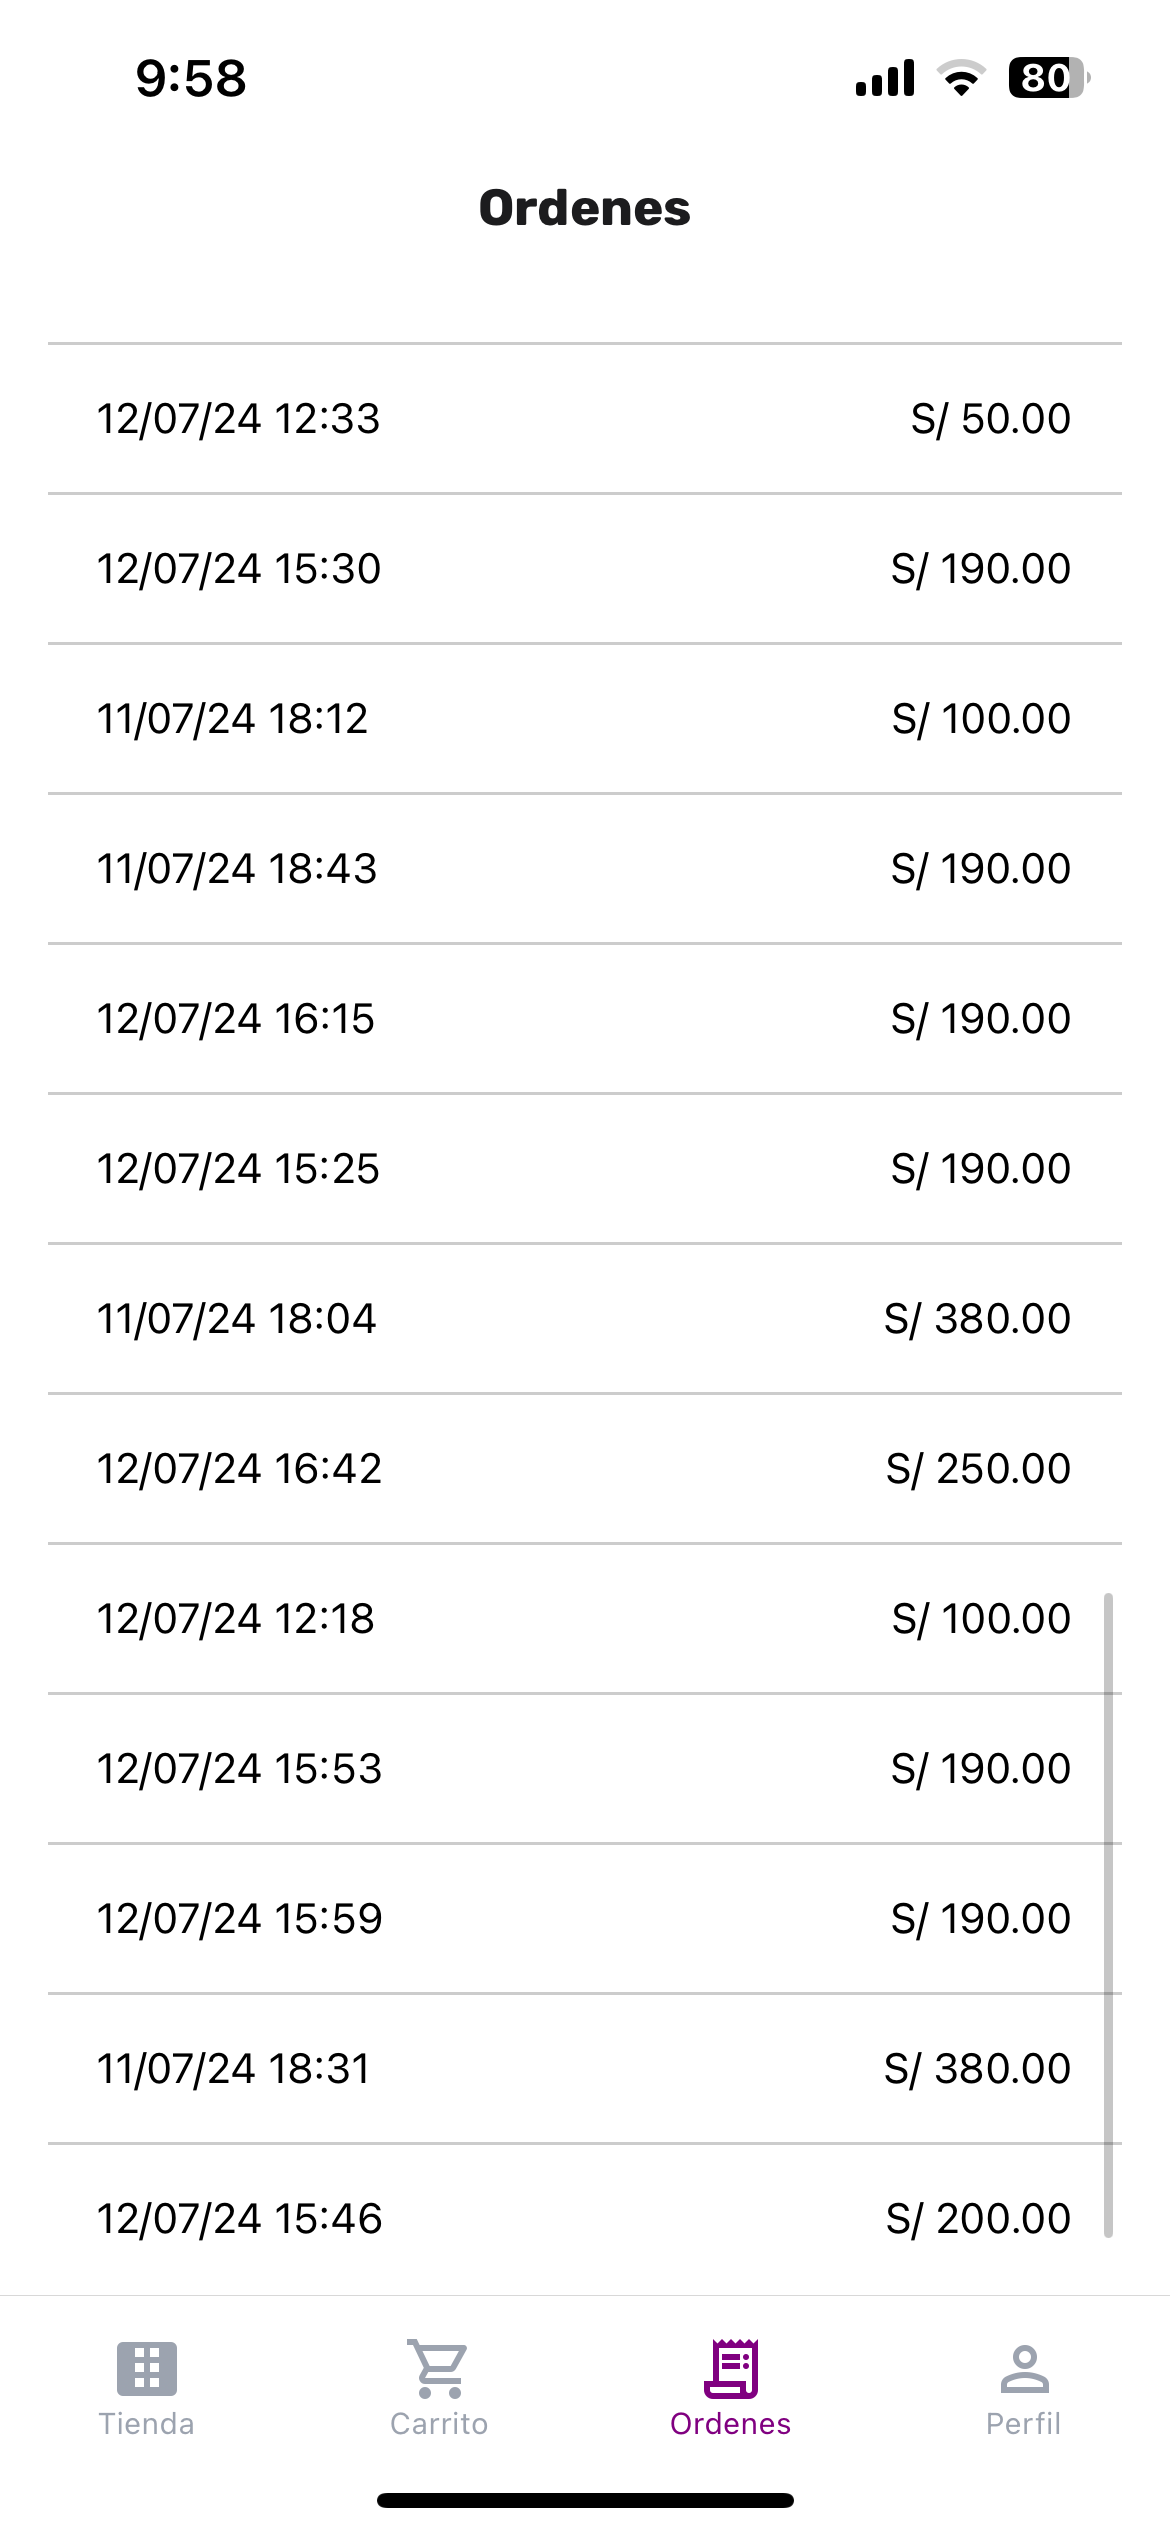 9:58
80
Ordenes
12/07/24 12:33 S/ 50.00
12/07/24 15:30 S/ 190.00
11/07/24 18:12 S/ 100.00
11/07/24 18:43 S/ 190.00
12/07/24 16:15 S/ 190.00
12/07/24 15:25 S/ 190.00
11/07/24 18:04 S/ 380.00
12/07/24 16:42 S/ 250.00
12/07/24 12:18 S/ 100.00
12/07/24 15:53 S/ 190.00
12/07/24 15:59 S/ 190.00
11/07/24 18:31 S/ 380.00
12/07/24 15:46 S/ 200.00
Tienda Carrito Ordenes Perfil